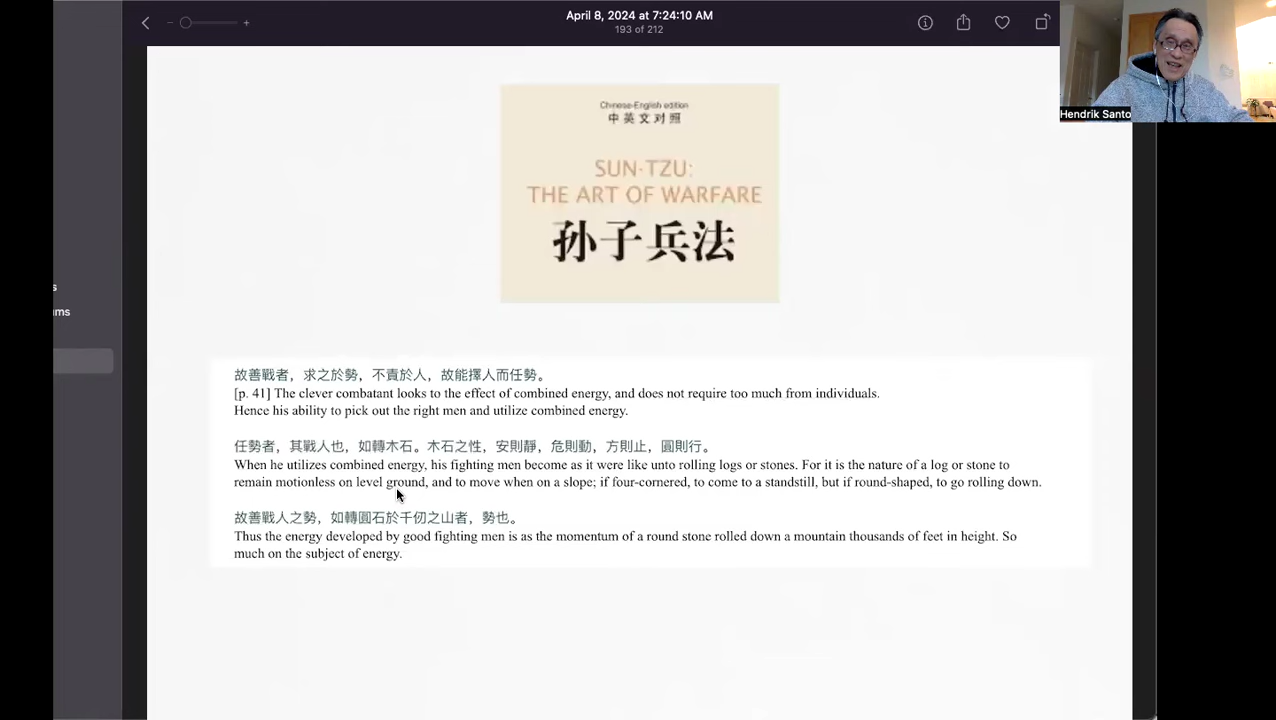 April 8, 2024 at 7:24:10 AM
193 of 212
Hendrik Santo
Chinese-English edition
中英文对照
SUN-TZU:
THE ART OF WARFARE
孙子兵法
s
ums
故善戰者，求之於勢，不責於人，故能擇人而任勢。
[p. 41] The clever combatant looks to the effect of combined energy, and does not require too much from individuals.
Hence his ability to pick out the right men and utilize combined energy.
任勢者，其戰人也，如轉木石。木石之性，安則靜，危則動，方則止，圓則行。
When he utilizes combined energy, his fighting men become as it were like unto rolling logs or stones. For it is the nature of a log or stone to
remain motionless on level ground, and to move when on a slope; if four-cornered, to come to a standstill, but if round-shaped, to go rolling down.
故善戰人之勢，如轉圓石於千仞之山者，勢也。
Thus the energy developed by good fighting men is as the momentum of a round stone rolled down a mountain thousands of feet in height. So
much on the subject of energy.